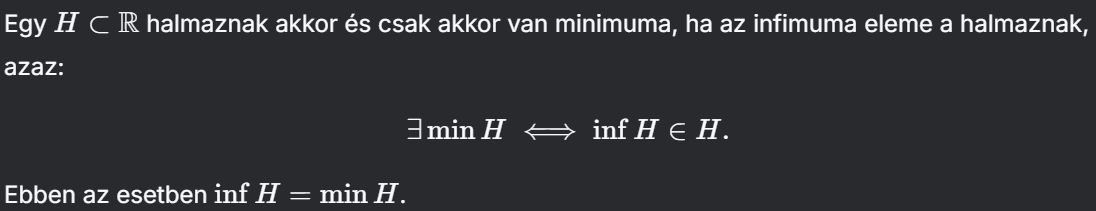 Egy H ⊂ ℝ halmaznak akkor és csak akkor van minimuma, ha az infimuma eleme a halmaznak,
azaz:
∃ min H ⟺ inf H ∈ H.
Ebben az esetben inf H = min H.